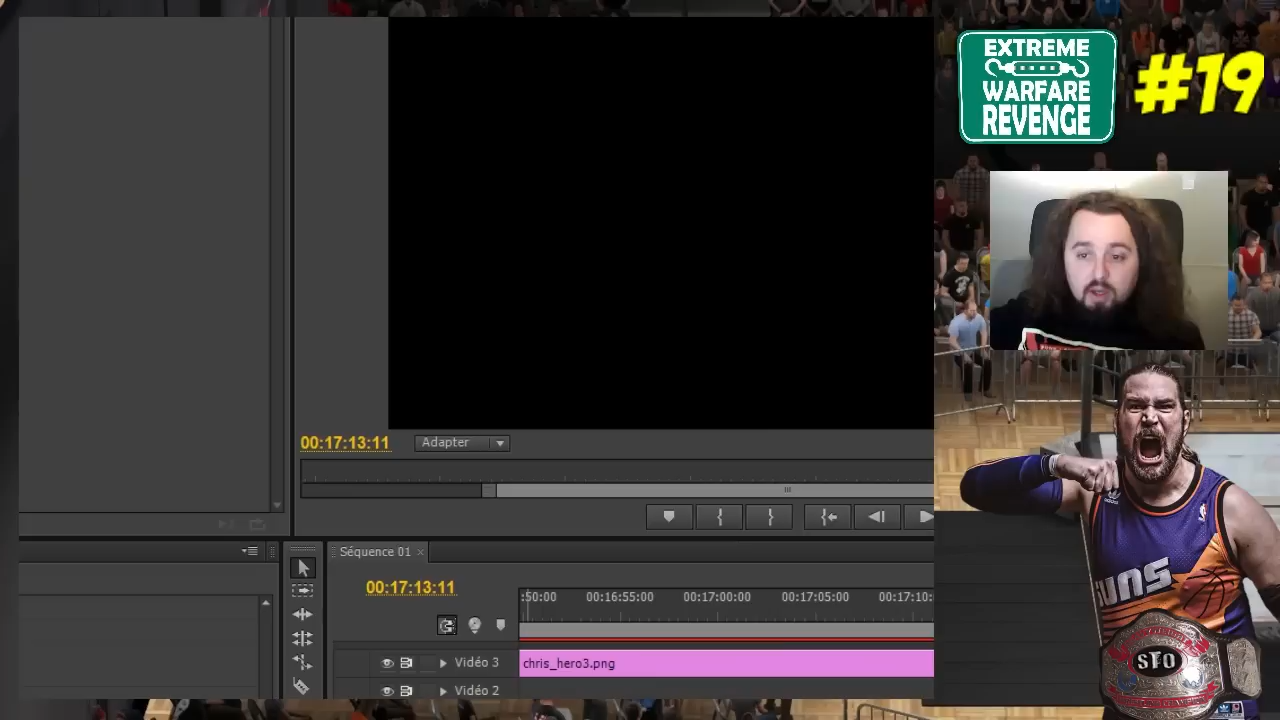 EXTREME
WARFARE
REVENGE
#19
00:17:13:11
Adapter
Séquence 01
00:17:13:11
:50:00
00:16:55:00
00:17:00:00
00:17:05:00
00:17:10:
Vidéo 3
chris_hero3.png
Vidéo 2
SUNS
STO